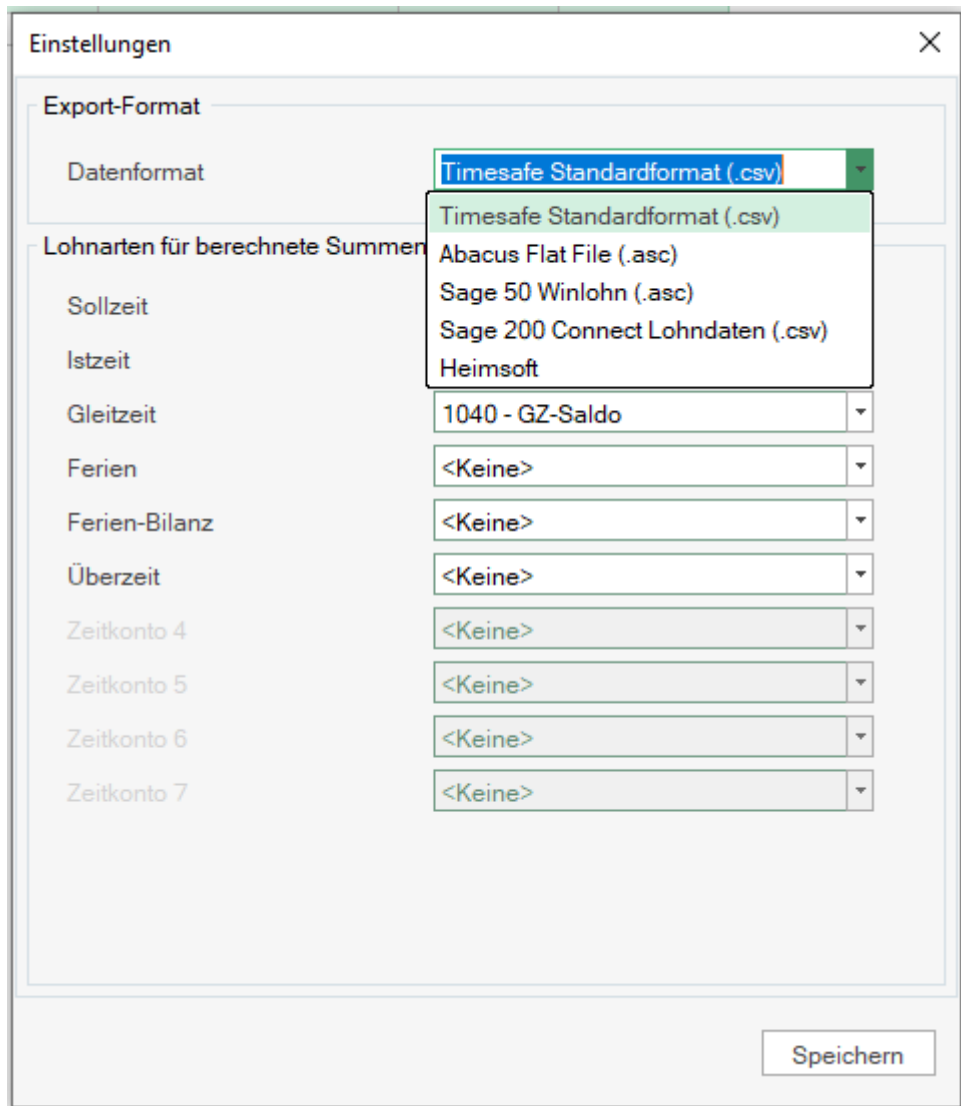 Einstellungen
Export-Format
Datenformat Timesafe Standardformat (.csv)
Timesafe Standardformat (.csv)
Abacus Flat File (.asc)
Sage 50 Winlohn (.asc)
Sage 200 Connect Lohndaten (.csv)
Heimsoft
Lohnarten für berechnete Summen
Sollzeit
Istzeit
Gleitzeit 1040 - GZ-Saldo
Ferien <Keine>
Ferien-Bilanz <Keine>
Überzeit <Keine>
Zeitkonto 4 <Keine>
Zeitkonto 5 <Keine>
Zeitkonto 6 <Keine>
Zeitkonto 7 <Keine>
Speichern